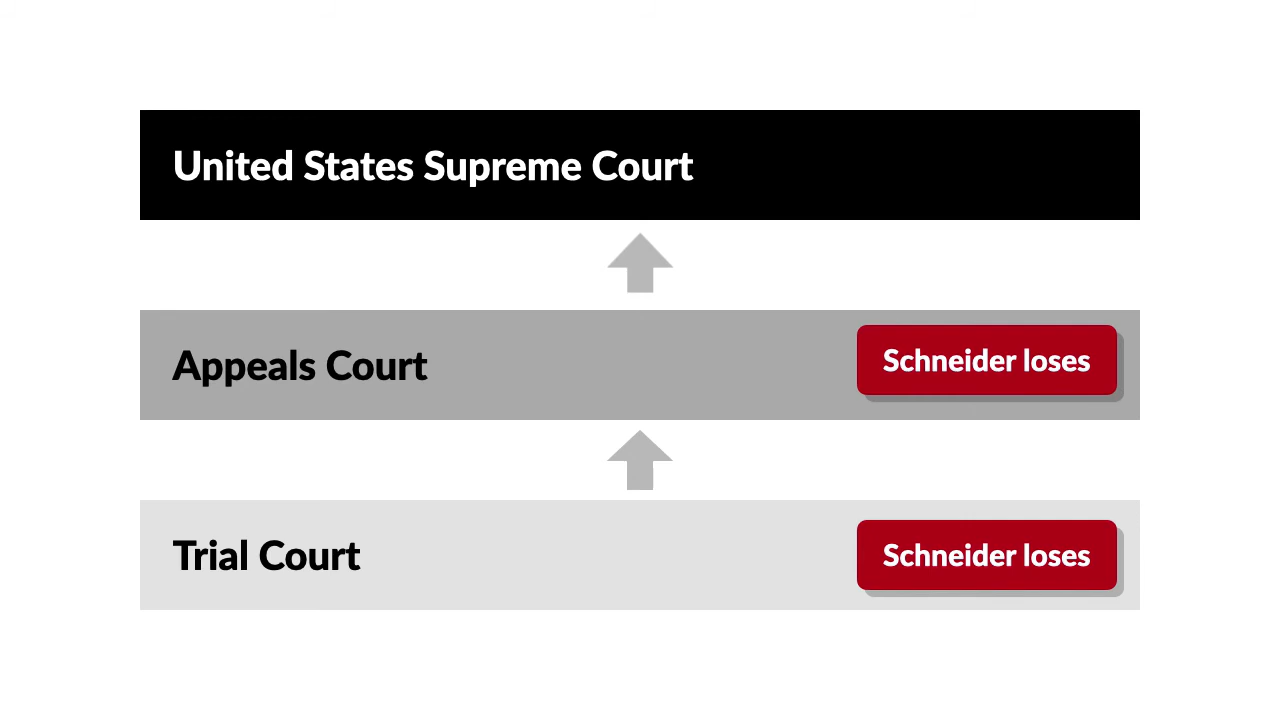 United States Supreme Court
Appeals Court
Schneider loses
Trial Court
Schneider loses